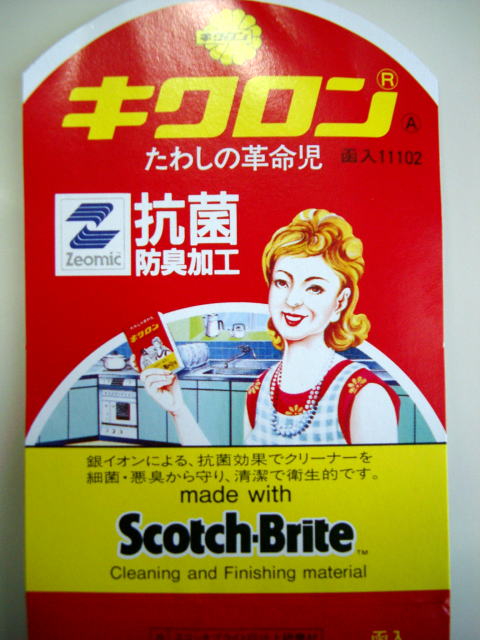 キクロン
キクロン®
Ⓐ
たわしの革命児 函入11102
抗菌
防臭加工
Zeomic
キクロン
銀イオンによる、抗菌効果でクリーナーを
細菌・悪臭から守り、清潔で衛生的です。
made with
Scotch-Brite™
Cleaning and Finishing material
函入